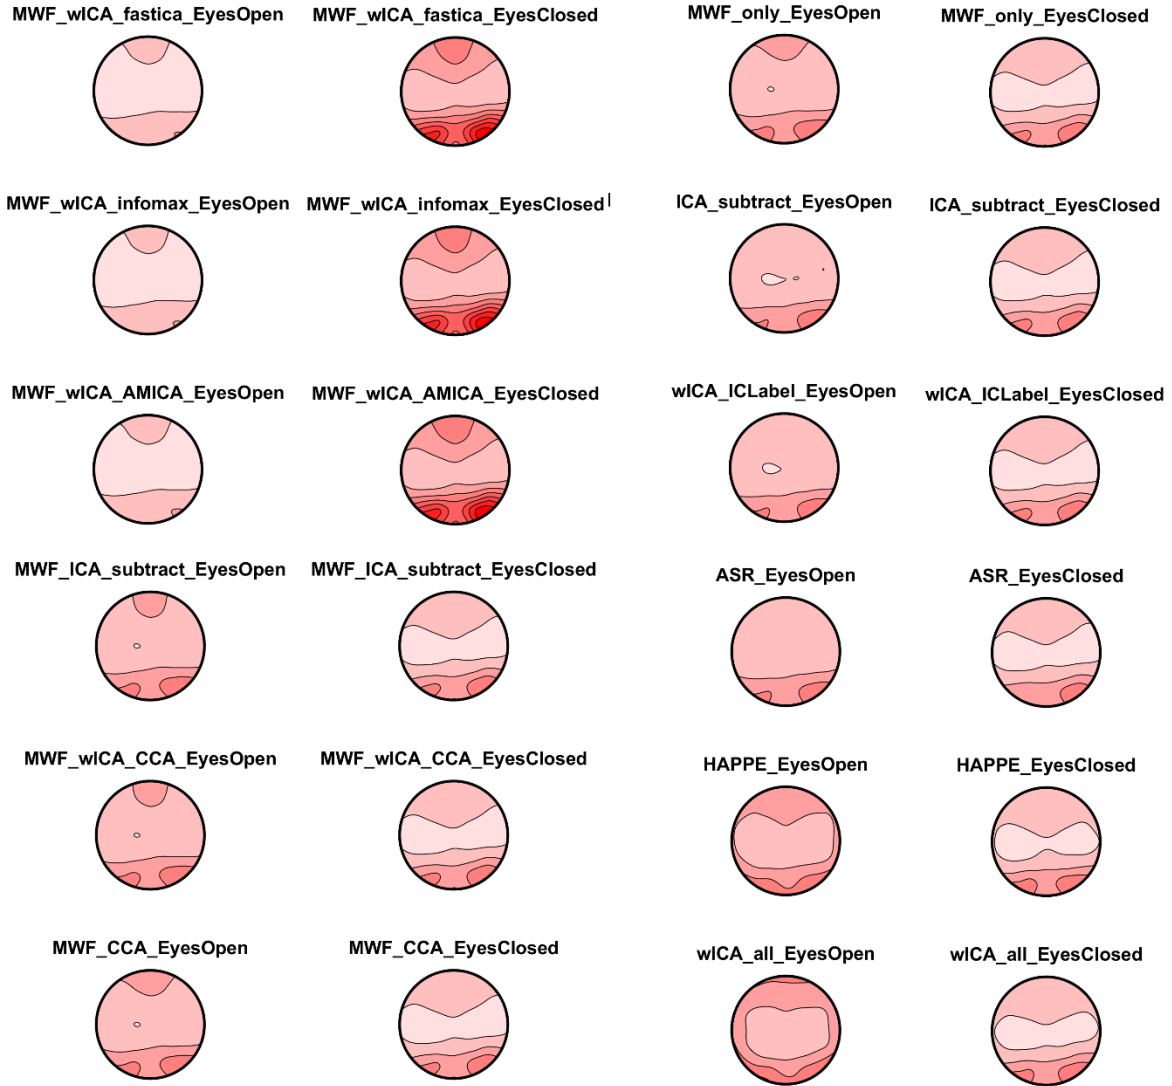 MWF_wICA_fastica_EyesOpen
MWF_wICA_fastica_EyesClosed
MWF_only_EyesOpen
MWF_only_EyesClosed
MWF_wICA_infomax_EyesOpen
MWF_wICA_infomax_EyesClosed
ICA_subtract_EyesOpen
ICA_subtract_EyesClosed
MWF_wICA_AMICA_EyesOpen
MWF_wICA_AMICA_EyesClosed
wICA_ICLabel_EyesOpen
wICA_ICLabel_EyesClosed
MWF_ICA_subtract_EyesOpen
MWF_ICA_subtract_EyesClosed
ASR_EyesOpen
ASR_EyesClosed
MWF_wICA_CCA_EyesOpen
MWF_wICA_CCA_EyesClosed
HAPPE_EyesOpen
HAPPE_EyesClosed
MWF_CCA_EyesOpen
MWF_CCA_EyesClosed
wICA_all_EyesOpen
wICA_all_EyesClosed